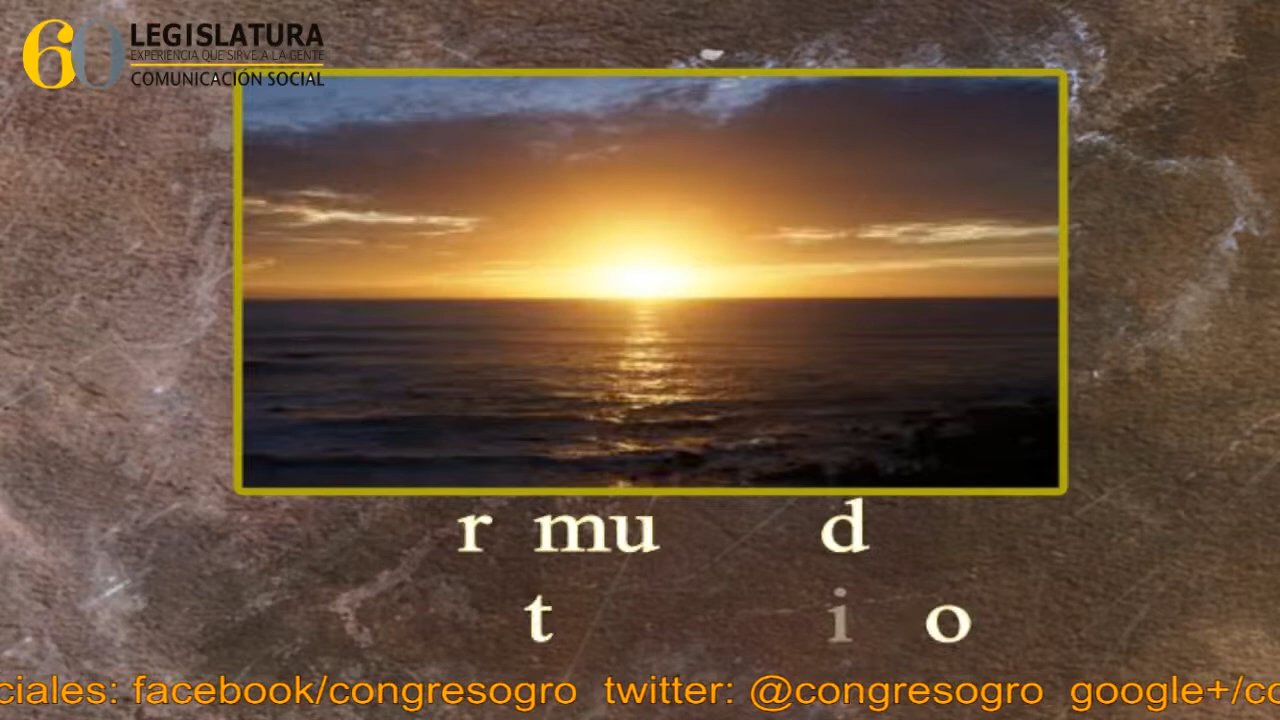 60 LEGISLATURA
EXPERIENCIA QUE SIRVE A LA GENTE
COMUNICACIÓN SOCIAL
r mu d
t i o
ciales: facebook/congresogro twitter: @congresogro google+/co